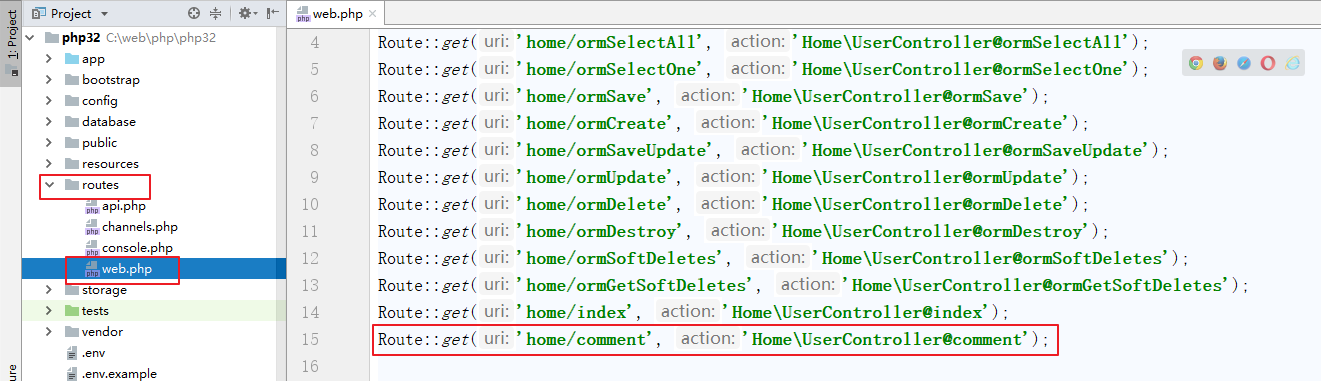 1: Project
Project
php32 C:\web\php\php32
app
bootstrap
config
database
public
resources
routes
php api.php
php channels.php
php console.php
php web.php
storage
tests
vendor
.env
.env.example
php web.php
4 Route::get( uri: 'home/ormSelectAll', action: 'Home\UserController@ormSelectAll');
5 Route::get( uri: 'home/ormSelectOne', action: 'Home\UserController@ormSelectOne');
6 Route::get( uri: 'home/ormSave', action: 'Home\UserController@ormSave');
7 Route::get( uri: 'home/ormCreate', action: 'Home\UserController@ormCreate');
8 Route::get( uri: 'home/ormSaveUpdate', action: 'Home\UserController@ormSaveUpdate');
9 Route::get( uri: 'home/ormUpdate', action: 'Home\UserController@ormUpdate');
10 Route::get( uri: 'home/ormDelete', action: 'Home\UserController@ormDelete');
11 Route::get( uri: 'home/ormDestroy', action: 'Home\UserController@ormDestroy');
12 Route::get( uri: 'home/ormSoftDeletes', action: 'Home\UserController@ormSoftDeletes');
13 Route::get( uri: 'home/ormGetSoftDeletes', action: 'Home\UserController@ormGetSoftDeletes');
14 Route::get( uri: 'home/index', action: 'Home\UserController@index');
15 Route::get( uri: 'home/comment', action: 'Home\UserController@comment');
16